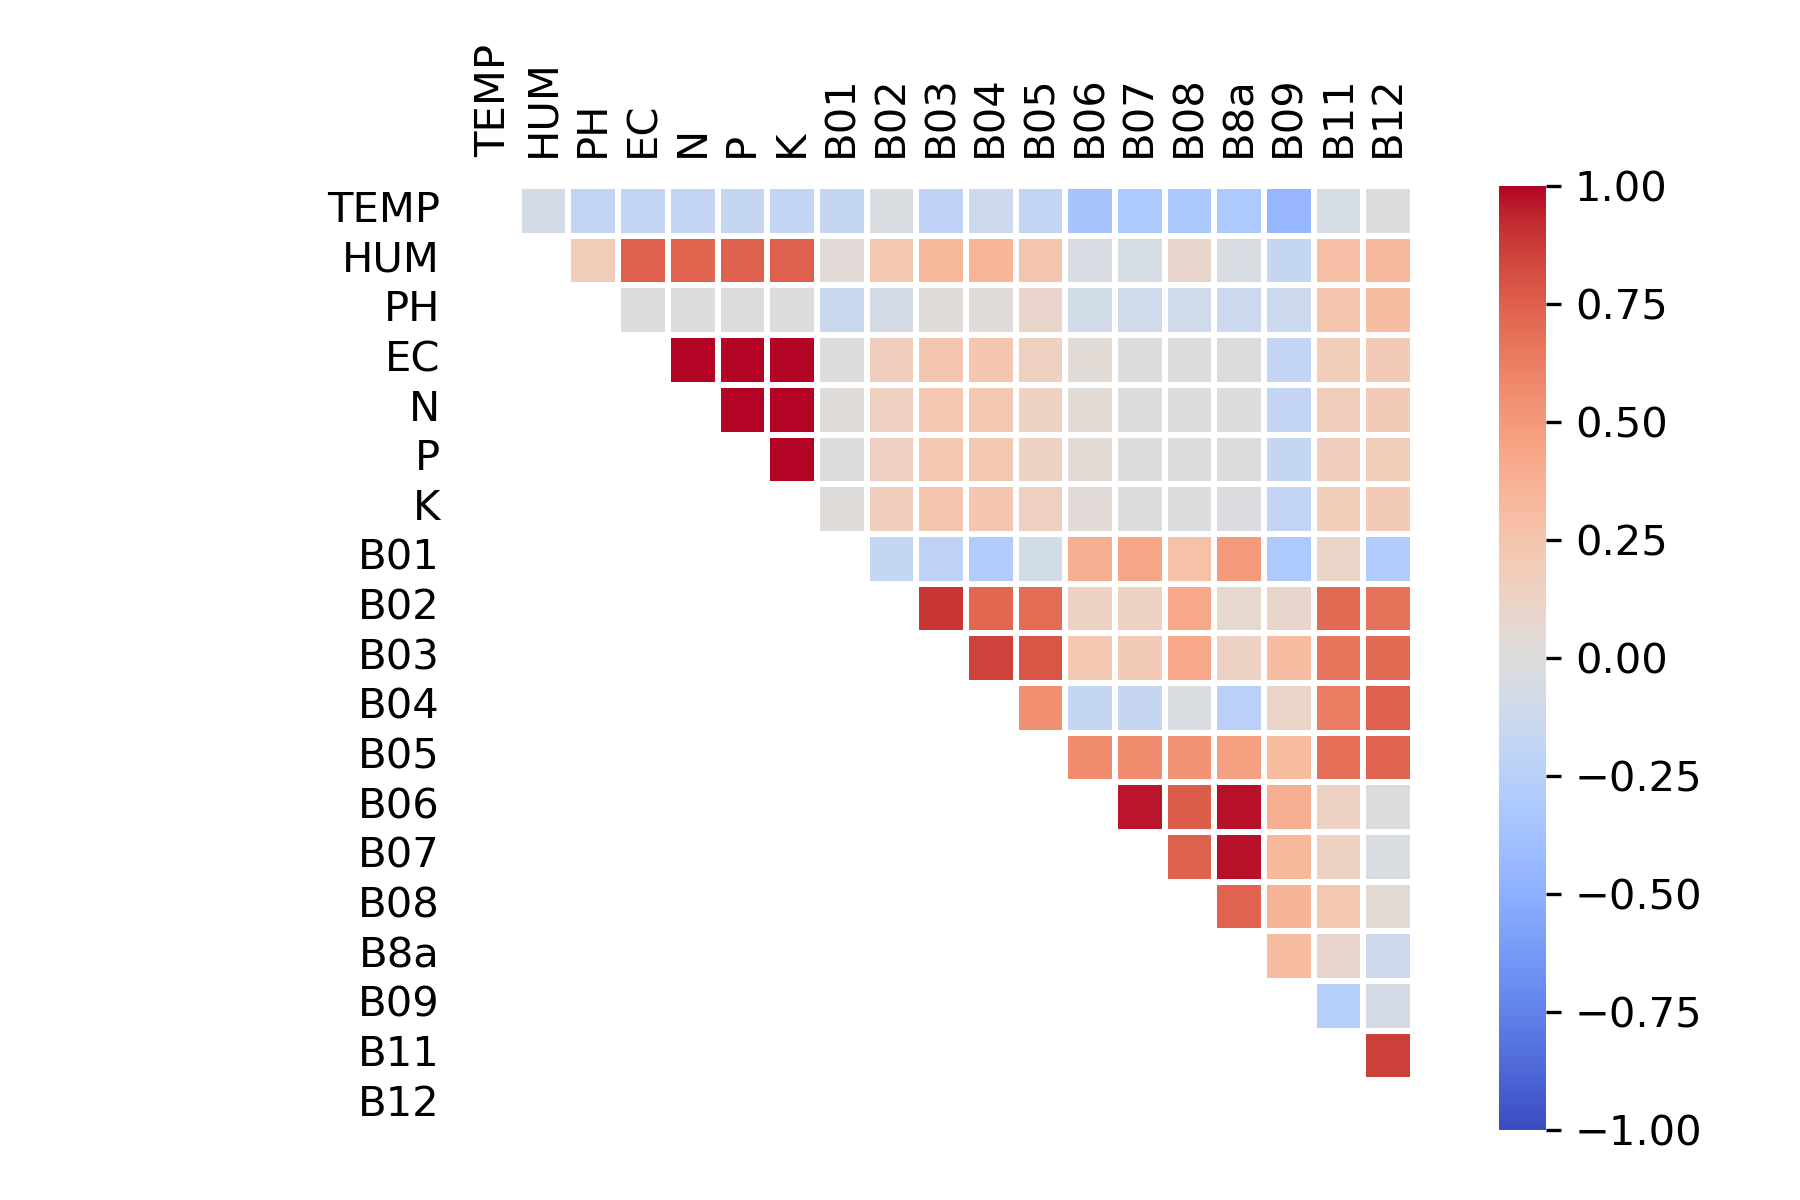 TEMP HUM PH EC N P K B01 B02 B03 B04 B05 B06 B07 B08 B8a B09 B11 B12
TEMP
HUM
PH
EC
N
P
K
B01
B02
B03
B04
B05
B06
B07
B08
B8a
B09
B11
B12
1.00
0.75
0.50
0.25
0.00
−0.25
−0.50
−0.75
−1.00